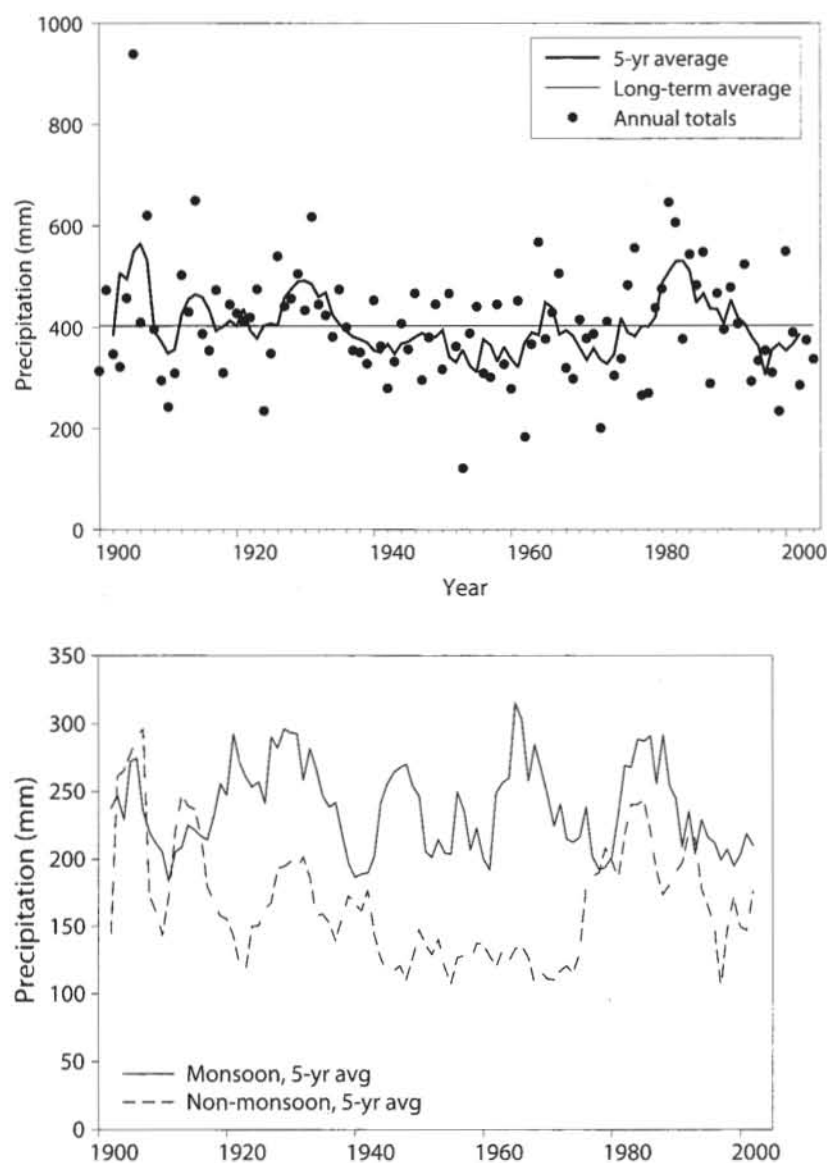 1000
800
600
400
200
0
Precipitation (mm)
5-yr average
Long-term average
Annual totals
1900 1920 1940 1960 1980 2000
Year
350
300
250
200
150
100
50
0
Precipitation (mm)
Monsoon, 5-yr avg
Non-monsoon, 5-yr avg
1900 1920 1940 1960 1980 2000